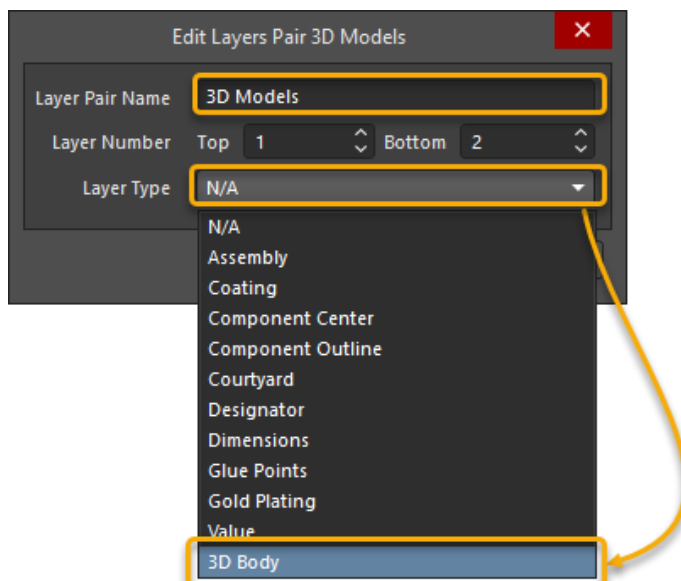 Edit Layers Pair 3D Models
Layer Pair Name 3D Models
Layer Number Top 1 Bottom 2
Layer Type N/A
N/A
Assembly
Coating
Component Center
Component Outline
Courtyard
Designator
Dimensions
Glue Points
Gold Plating
Value
3D Body